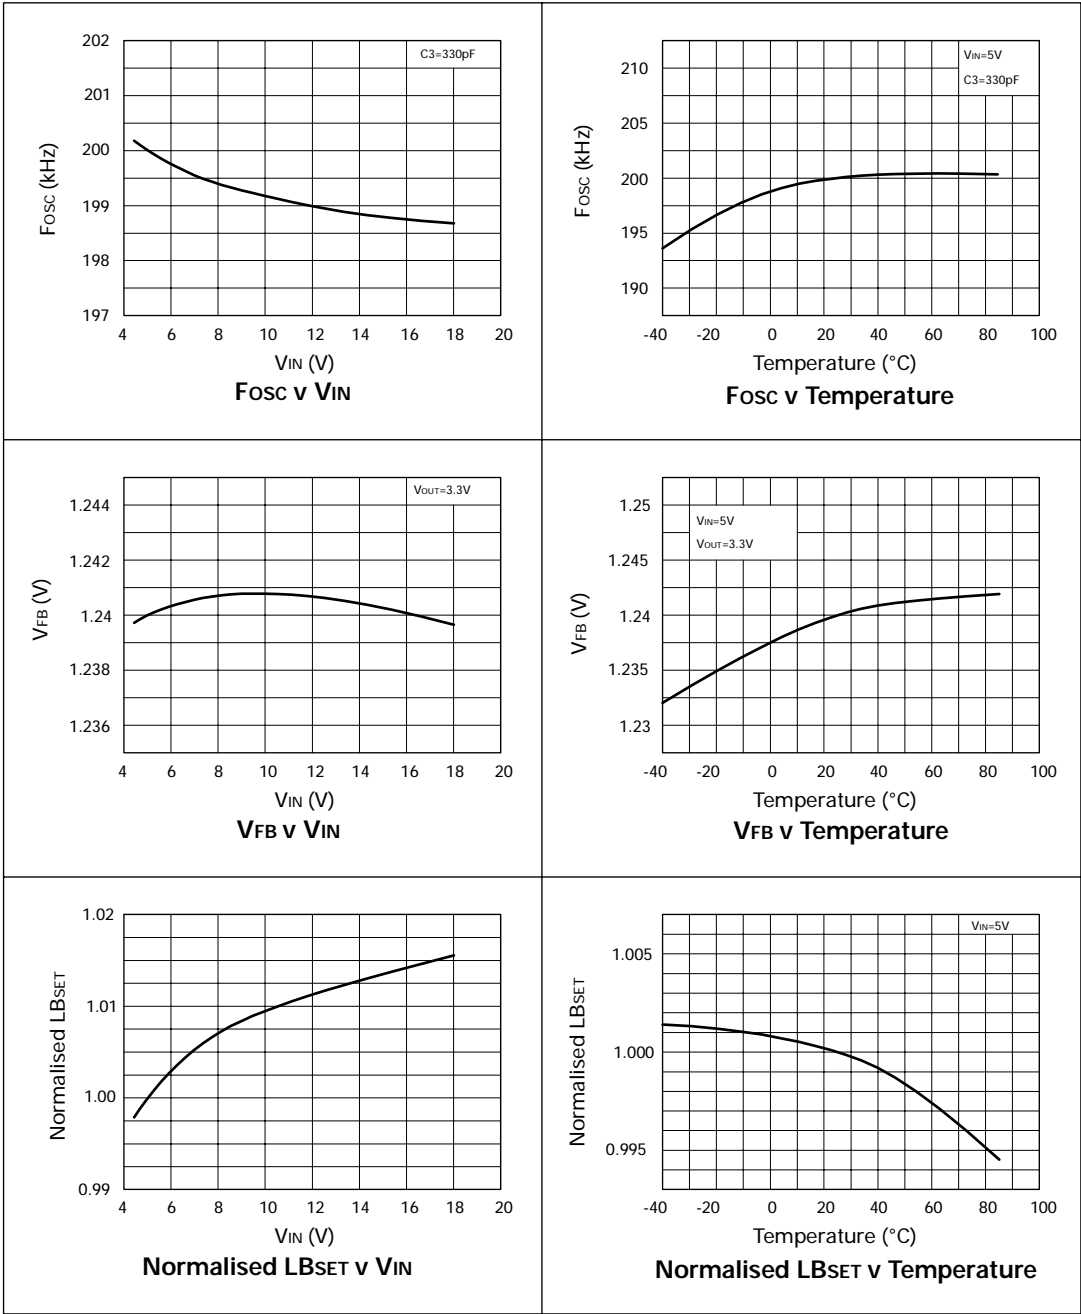 202
201
200
199
198
197
Fosc (kHz)
C3=330pF
4 6 8 10 12 14 16 18 20
VIN (V)
Fosc v VIN
210
205
200
195
190
Fosc (kHz)
VIN=5V
C3=330pF
-40 -20 0 20 40 60 80 100
Temperature (°C)
Fosc v Temperature
1.244
1.242
1.24
1.238
1.236
VFB (V)
VOUT=3.3V
4 6 8 10 12 14 16 18 20
VIN (V)
VFB v VIN
1.25
1.245
1.24
1.235
1.23
VFB (V)
VIN=5V
VOUT=3.3V
-40 -20 0 20 40 60 80 100
Temperature (°C)
VFB v Temperature
1.02
1.01
1.00
0.99
Normalised LBSET
4 6 8 10 12 14 16 18 20
VIN (V)
Normalised LBSET v VIN
1.005
1.000
0.995
Normalised LBSET
VIN=5V
-40 -20 0 20 40 60 80 100
Temperature (°C)
Normalised LBSET v Temperature